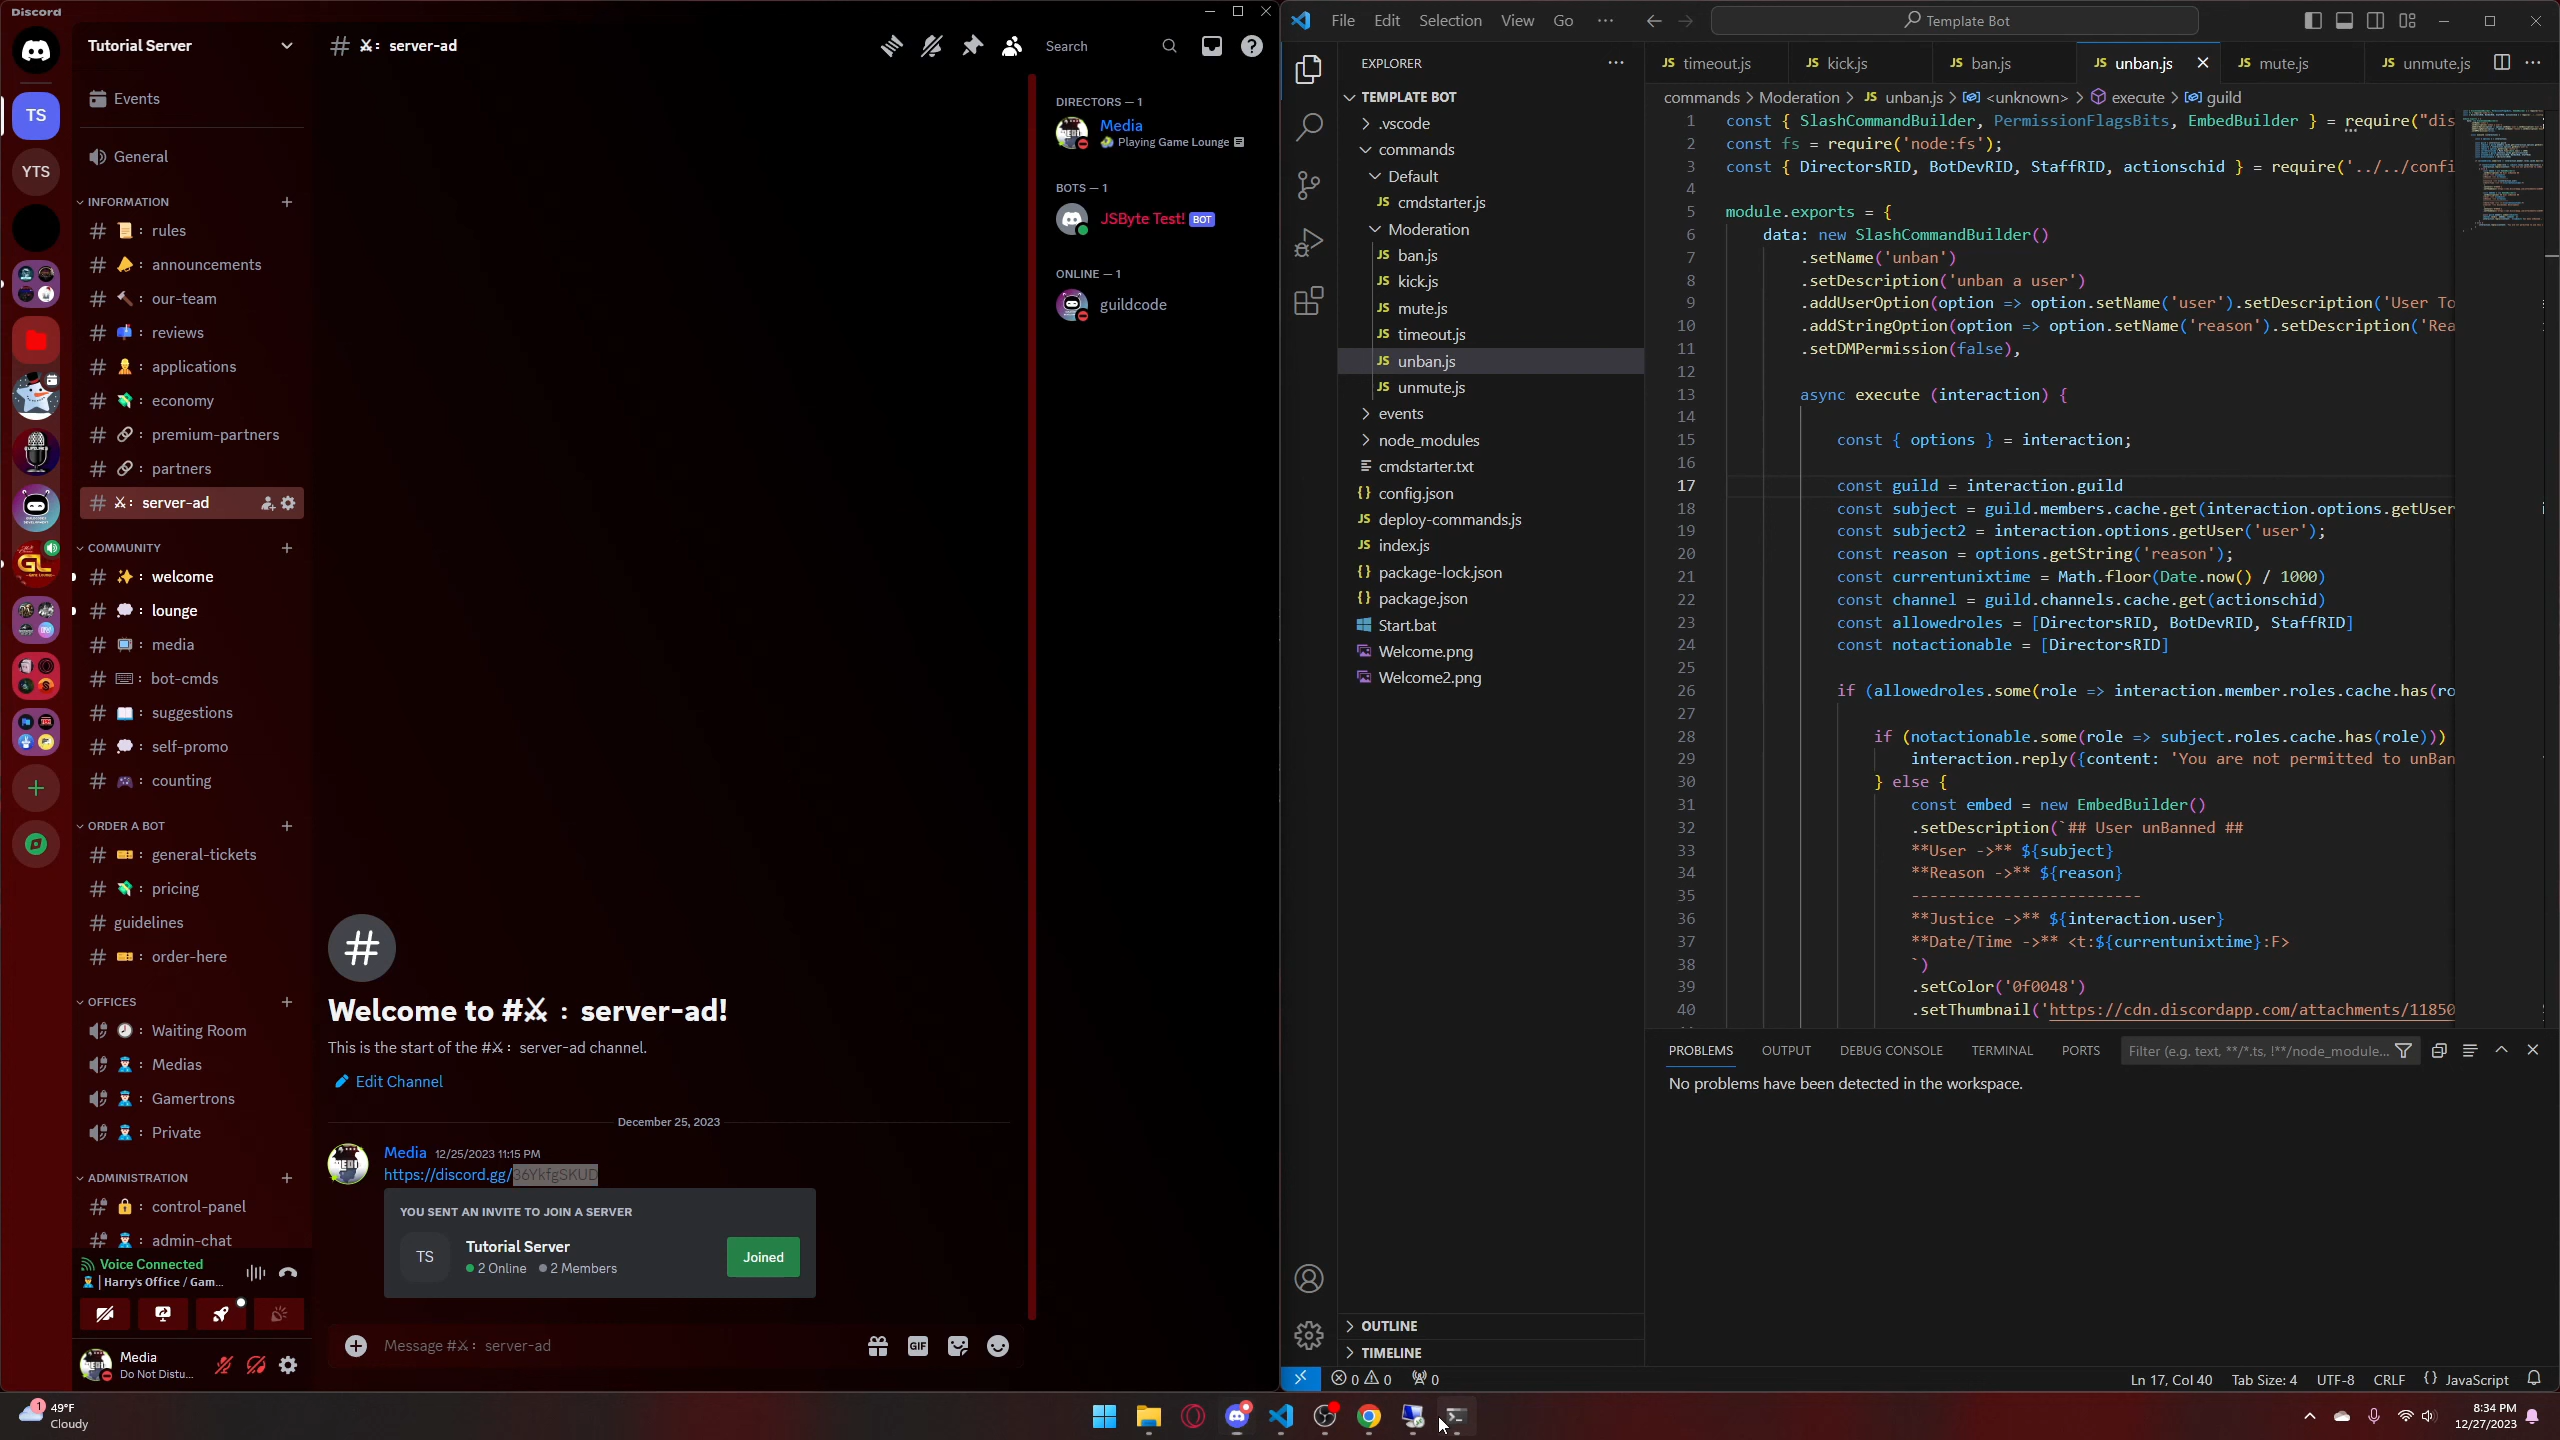 Discord
Tutorial Server
Events
General
INFORMATION
rules
announcements
our-team
reviews
applications
economy
premium-partners
partners
server-ad
COMMUNITY
welcome
lounge
media
bot-cmds
suggestions
self-promo
counting
ORDER A BOT
general-tickets
pricing
guidelines
order-here
OFFICES
Waiting Room
Medias
Gamertrons
Private
ADMINISTRATION
control-panel
admin-chat
Voice Connected
Harry's Office / Gam...
Media
Do Not Distu...
TS
YTS
GL
server-ad
Search
Welcome to #⚔ : server-ad!
This is the start of the #⚔: server-ad channel.
Edit Channel
December 25, 2023
Media 12/25/2023 11:15 PM
https://discord.gg/36YkfgSKUD
YOU SENT AN INVITE TO JOIN A SERVER
TS
Tutorial Server
2 Online 2 Members
Joined
Message #⚔: server-ad
GIF
DIRECTORS — 1
Media
Playing Game Lounge
BOTS — 1
JSByte Test! BOT
ONLINE — 1
guildcode
File Edit Selection View Go ···
Template Bot
EXPLORER
TEMPLATE BOT
.vscode
commands
Default
JS cmdstarter.js
Moderation
JS ban.js
JS kick.js
JS mute.js
JS timeout.js
JS unban.js
JS unmute.js
events
node_modules
cmdstarter.txt
{} config.json
JS deploy-commands.js
JS index.js
{} package-lock.json
{} package.json
Start.bat
Welcome.png
Welcome2.png
OUTLINE
TIMELINE
JS timeout.js JS kick.js JS ban.js JS unban.js JS mute.js JS unmute.js
commands > Moderation > JS unban.js > <unknown> > execute > guild
1 const { SlashCommandBuilder, PermissionFlagsBits, EmbedBuilder } = require("dis
2 const fs = require('node:fs');
3 const { DirectorsRID, BotDevRID, StaffRID, actionschid } = require('../../confi
4
5 module.exports = {
6 data: new SlashCommandBuilder()
7 .setName('unban')
8 .setDescription('unban a user')
9 .addUserOption(option => option.setName('user').setDescription('User To
10 .addStringOption(option => option.setName('reason').setDescription('Rea
11 .setDMPermission(false),
12
13 async execute (interaction) {
14
15 const { options } = interaction;
16
17 const guild = interaction.guild
18 const subject = guild.members.cache.get(interaction.options.getUser
19 const subject2 = interaction.options.getUser('user');
20 const reason = options.getString('reason');
21 const currentunixtime = Math.floor(Date.now() / 1000)
22 const channel = guild.channels.cache.get(actionschid)
23 const allowedroles = [DirectorsRID, BotDevRID, StaffRID]
24 const notactionable = [DirectorsRID]
25
26 if (allowedroles.some(role => interaction.member.roles.cache.has(ro
27
28 if (notactionable.some(role => subject.roles.cache.has(role)))
29 interaction.reply({content: 'You are not permitted to unBan
30 } else {
31 const embed = new EmbedBuilder()
32 .setDescription(`## User unBanned ##
33 **User ->** ${subject}
34 **Reason ->** ${reason}
35 -------------------------
36 **Justice ->** ${interaction.user}
37 **Date/Time ->** <t:${currentunixtime}:F>
38 `)
39 .setColor('0f0048')
40 .setThumbnail('https://cdn.discordapp.com/attachments/11850
PROBLEMS OUTPUT DEBUG CONSOLE TERMINAL PORTS Filter (e.g. text, **/*.ts, !**/node_module...
No problems have been detected in the workspace.
0 0 0
Ln 17, Col 40 Tab Size: 4 UTF-8 CRLF {} JavaScript
1
49°F
Cloudy
8:34 PM
12/27/2023